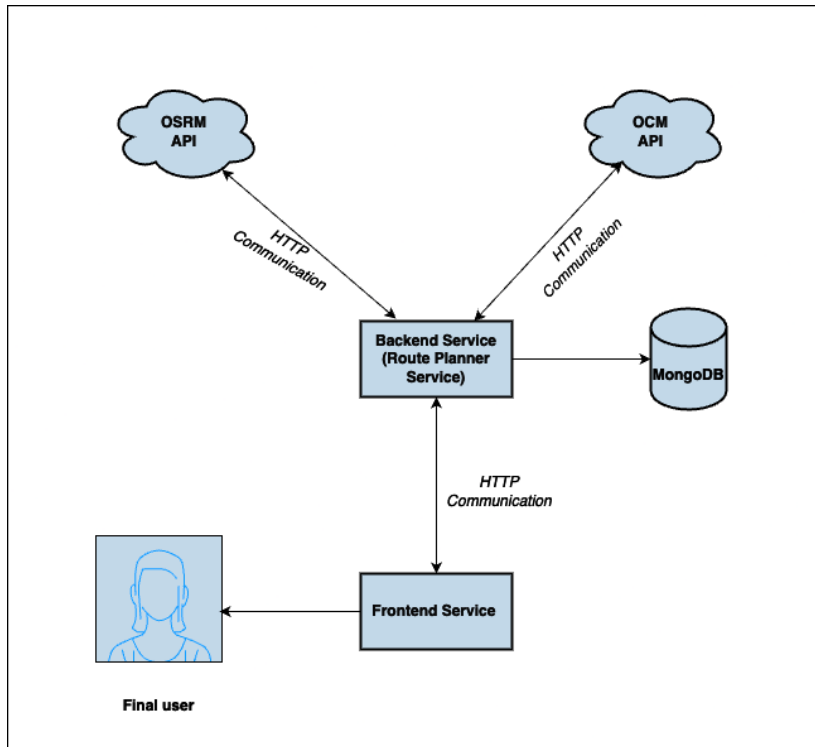 OSRM
API
OCM
API
HTTP
Communication
HTTP
Communication
Backend Service
(Route Planner
Service)
MongoDB
HTTP
Communication
Frontend Service
Final user